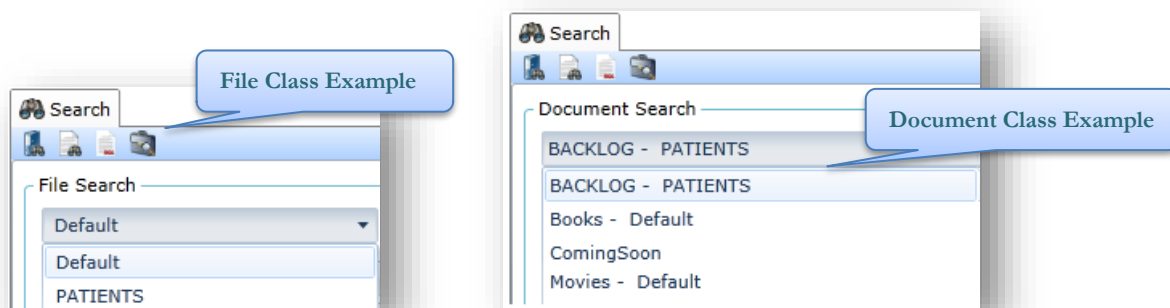 File Class Example
Search
File Search
Default
Default
PATIENTS
Search
Document Search
Document Class Example
BACKLOG - PATIENTS
BACKLOG - PATIENTS
Books - Default
ComingSoon
Movies - Default